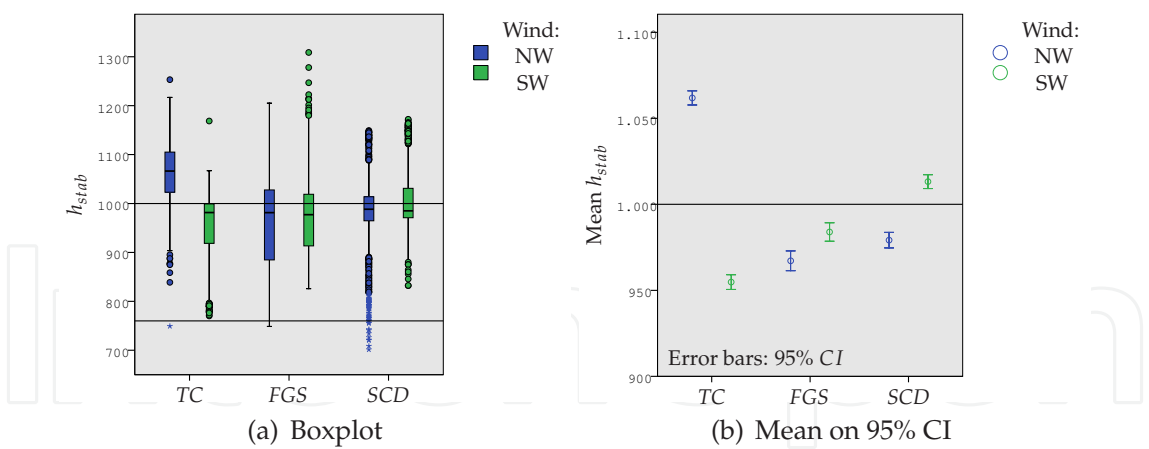 Wind:
NW
SW
1300
1200
1100
1000
900
800
700
h_stab
TC FGS SCD
(a) Boxplot
Wind:
NW
SW
1.100
1.050
1.000
950
900
Mean h_stab
Error bars: 95% CI
TC FGS SCD
(b) Mean on 95% CI